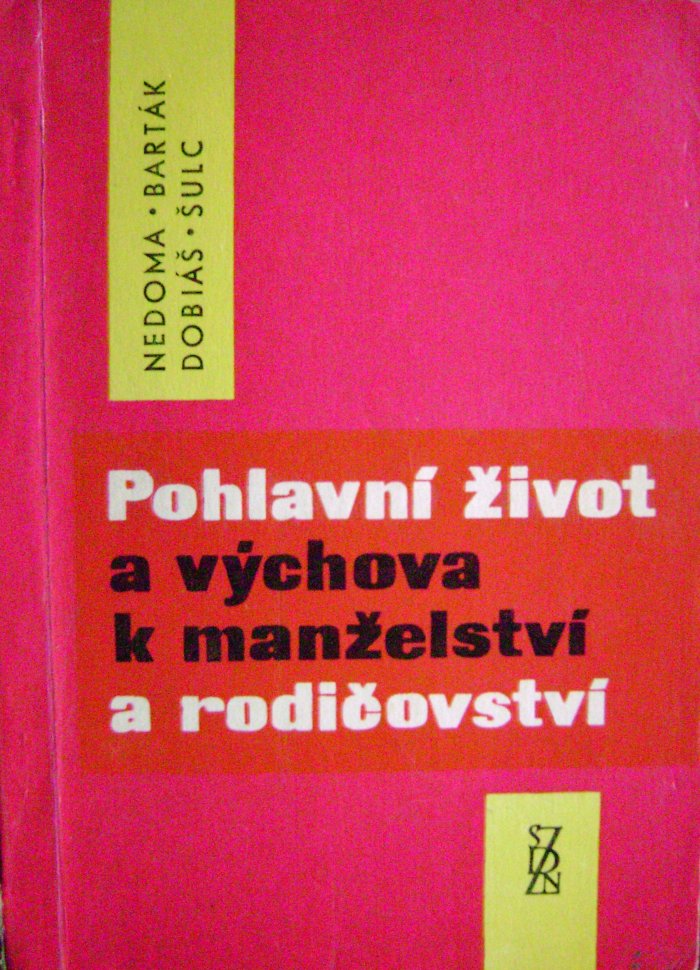 NEDOMA · BARTÁK
DOBIÁŠ · ŠULC
Pohlavní život
a výchova
k manželství
a rodičovství
SZDN